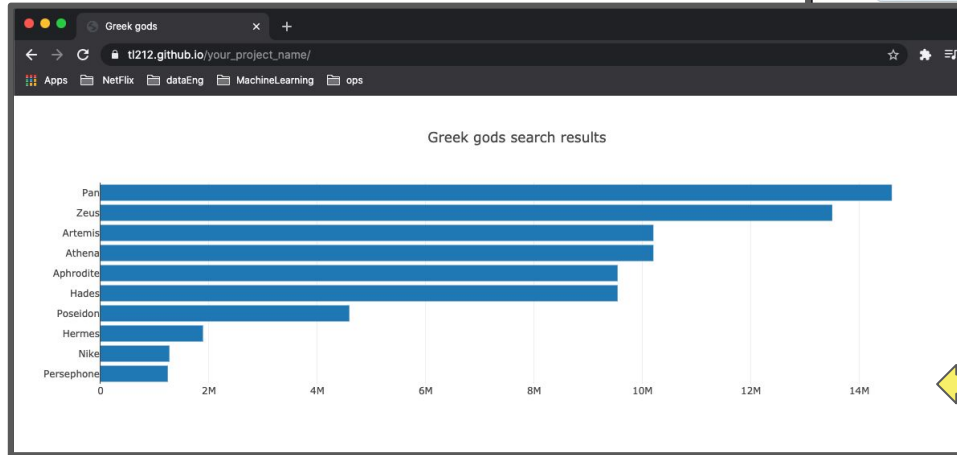 Greek gods
tl212.github.io/your_project_name/
Apps NetFlix dataEng MachineLearning ops
Greek gods search results
Pan
Zeus
Artemis
Athena
Aphrodite
Hades
Poseidon
Hermes
Nike
Persephone
0 2M 4M 6M 8M 10M 12M 14M